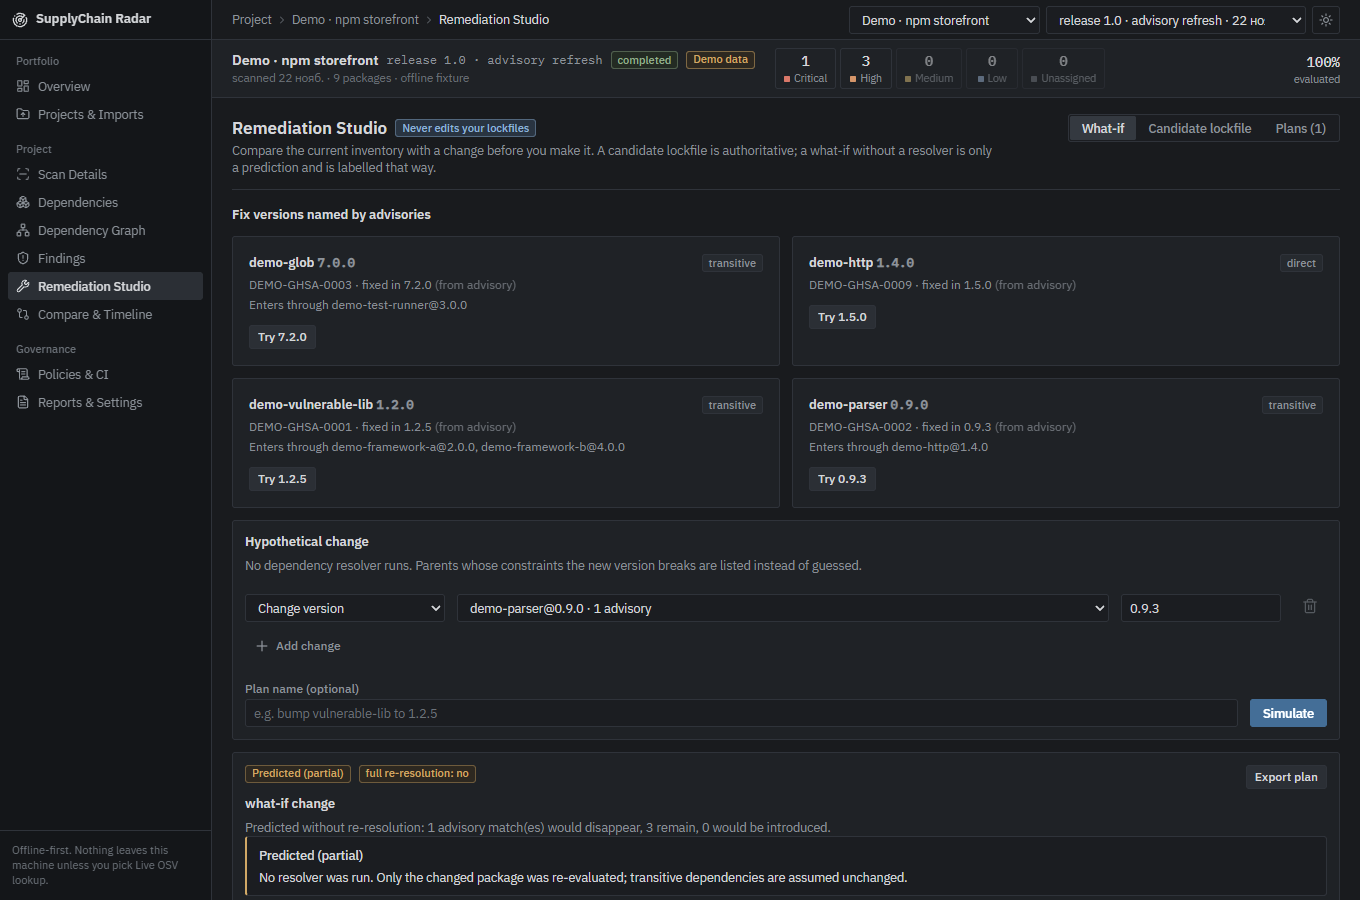 SupplyChain Radar
Project › Demo · npm storefront › Remediation Studio
Demo · npm storefront
release 1.0 · advisory refresh · 22 но
Portfolio
Overview
Projects & Imports
Project
Scan Details
Dependencies
Dependency Graph
Findings
Remediation Studio
Compare & Timeline
Governance
Policies & CI
Reports & Settings
Offline-first. Nothing leaves this
machine unless you pick Live OSV
lookup.
Demo · npm storefront release 1.0 · advisory refresh completed Demo data
scanned 22 нояб. · 9 packages · offline fixture
1
Critical
3
High
0
Medium
0
Low
0
Unassigned
100%
evaluated
Remediation Studio Never edits your lockfiles
What-if Candidate lockfile Plans (1)
Compare the current inventory with a change before you make it. A candidate lockfile is authoritative; a what-if without a resolver is only
a prediction and is labelled that way.
Fix versions named by advisories
demo-glob 7.0.0 transitive
DEMO-GHSA-0003 · fixed in 7.2.0 (from advisory)
Enters through demo-test-runner@3.0.0
Try 7.2.0
demo-http 1.4.0 direct
DEMO-GHSA-0009 · fixed in 1.5.0 (from advisory)
Try 1.5.0
demo-vulnerable-lib 1.2.0 transitive
DEMO-GHSA-0001 · fixed in 1.2.5 (from advisory)
Enters through demo-framework-a@2.0.0, demo-framework-b@4.0.0
Try 1.2.5
demo-parser 0.9.0 transitive
DEMO-GHSA-0002 · fixed in 0.9.3 (from advisory)
Enters through demo-http@1.4.0
Try 0.9.3
Hypothetical change
No dependency resolver runs. Parents whose constraints the new version breaks are listed instead of guessed.
Change version demo-parser@0.9.0 · 1 advisory 0.9.3
Add change
Plan name (optional)
e.g. bump vulnerable-lib to 1.2.5 Simulate
Predicted (partial) full re-resolution: no Export plan
what-if change
Predicted without re-resolution: 1 advisory match(es) would disappear, 3 remain, 0 would be introduced.
Predicted (partial)
No resolver was run. Only the changed package was re-evaluated; transitive dependencies are assumed unchanged.